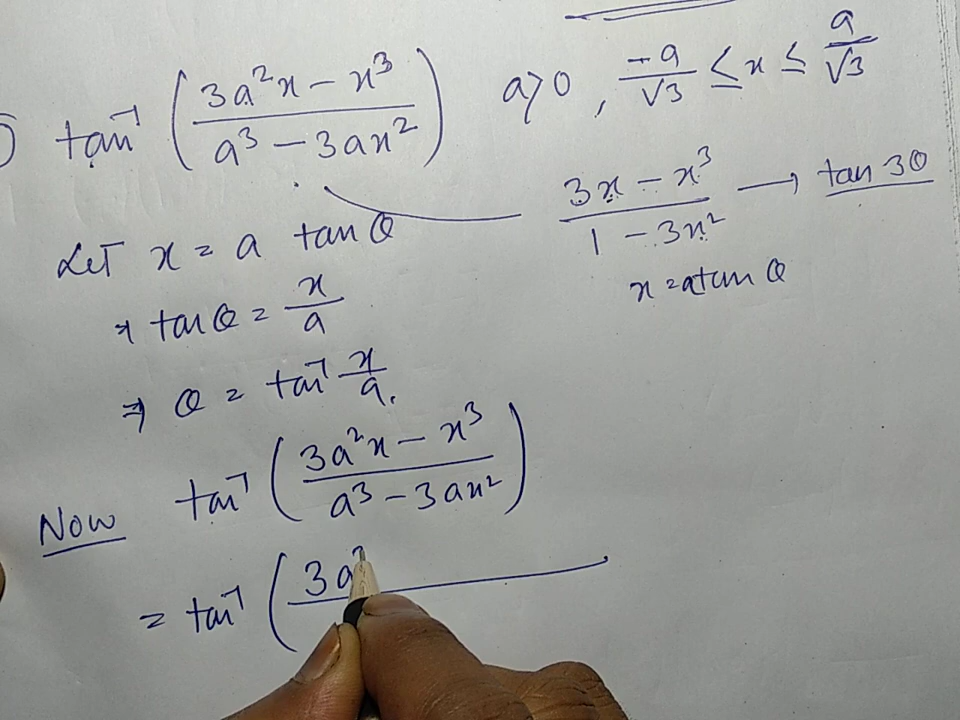 ) tan⁻¹ (3a²x − x³ / a³ − 3ax²) a>0 , −a/√3 ≤ x ≤ a/√3
3x − x³ / 1 − 3x² → tan 3θ
x = a tan θ
Let x = a tan θ
⇒ tan θ = x/a
⇒ θ = tan⁻¹ x/a.
Now tan⁻¹ (3a²x − x³ / a³ − 3ax²)
= tan⁻¹ (3a²